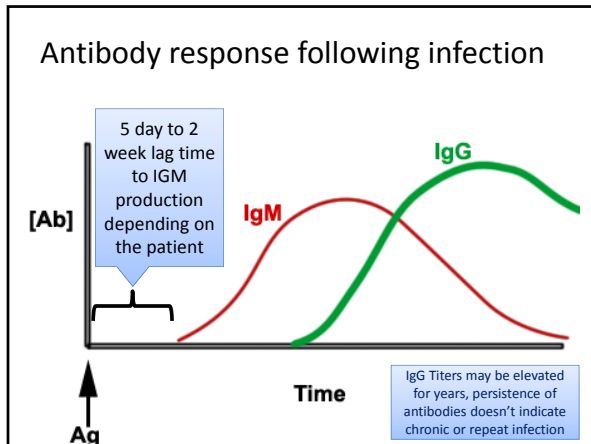 Antibody response following infection
5 day to 2
week lag time
to IGM
production
depending on
the patient
[Ab]
IgM
IgG
Time
Ag
IgG Titers may be elevated
for years, persistence of
antibodies doesn't indicate
chronic or repeat infection